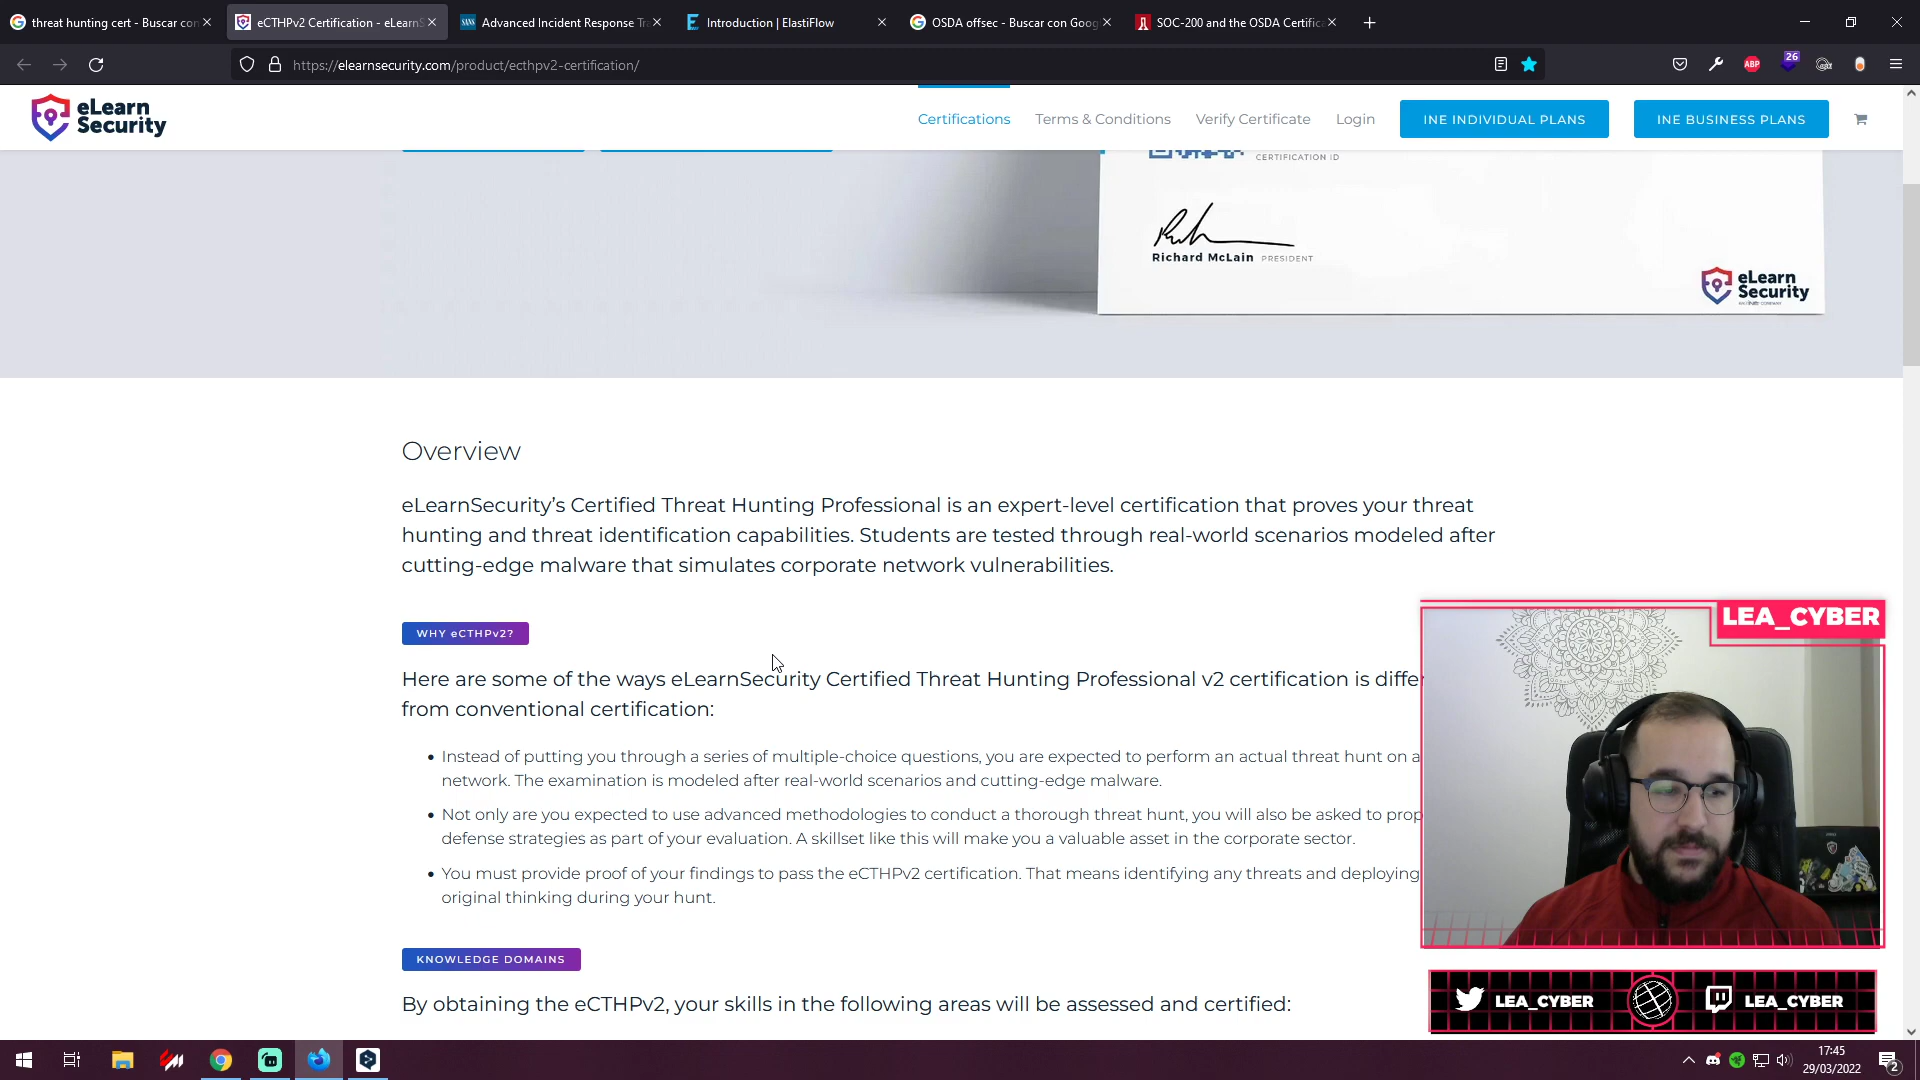 threat hunting cert - Buscar con
eCTHPv2 Certification - eLearnS
Advanced Incident Response Tra
Introduction | ElastiFlow
OSDA offsec - Buscar con Goog
SOC-200 and the OSDA Certifica
https://elearnsecurity.com/product/ecthpv2-certification/
ABP
26
eLearn
Security
Certifications
Terms & Conditions
Verify Certificate
Login
INE INDIVIDUAL PLANS
INE BUSINESS PLANS
CERTIFICATION ID
Richard McLain PRESIDENT
eLearn
Security
Overview
eLearnSecurity’s Certified Threat Hunting Professional is an expert-level certification that proves your threat
hunting and threat identification capabilities. Students are tested through real-world scenarios modeled after
cutting-edge malware that simulates corporate network vulnerabilities.
WHY eCTHPv2?
Here are some of the ways eLearnSecurity Certified Threat Hunting Professional v2 certification is differ
from conventional certification:
• Instead of putting you through a series of multiple-choice questions, you are expected to perform an actual threat hunt on a
network. The examination is modeled after real-world scenarios and cutting-edge malware.
• Not only are you expected to use advanced methodologies to conduct a thorough threat hunt, you will also be asked to prop
defense strategies as part of your evaluation. A skillset like this will make you a valuable asset in the corporate sector.
• You must provide proof of your findings to pass the eCTHPv2 certification. That means identifying any threats and deploying
original thinking during your hunt.
KNOWLEDGE DOMAINS
By obtaining the eCTHPv2, your skills in the following areas will be assessed and certified:
LEA_CYBER
LEA_CYBER
LEA_CYBER
17:45
29/03/2022
2